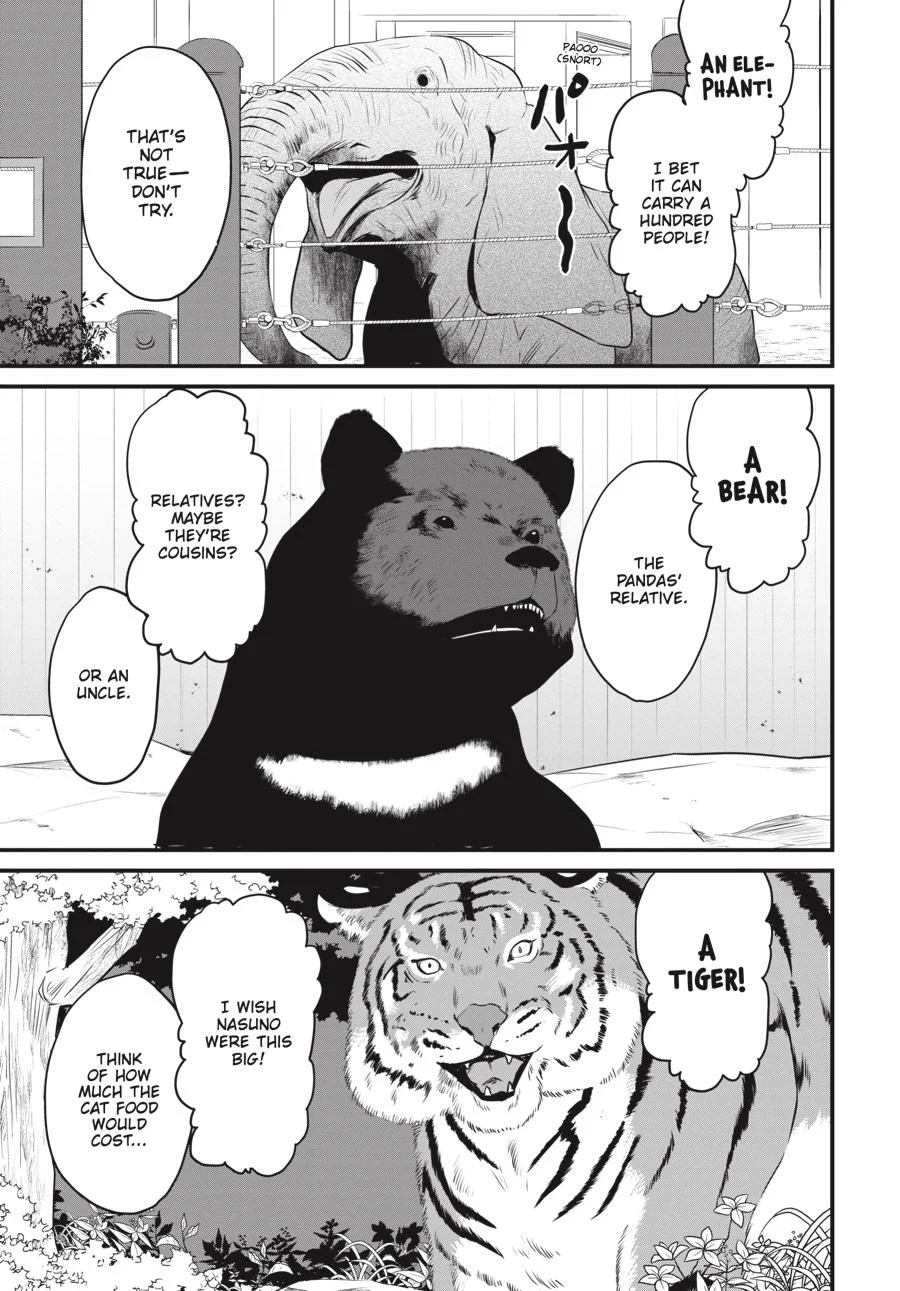 AN ELE-
PHANT!
I BET
IT CAN
CARRY A
HUNDRED
PEOPLE!
PAOOO
(SNORT)
パオ〜
THAT'S
NOT
TRUE—
DON'T
TRY.
A
BEAR!
THE
PANDAS'
RELATIVE.
RELATIVES?
MAYBE
THEY'RE
COUSINS?
OR AN
UNCLE.
A
TIGER!
I WISH
NASUNO
WERE THIS
BIG!
THINK
OF HOW
MUCH THE
CAT FOOD
WOULD
COST...